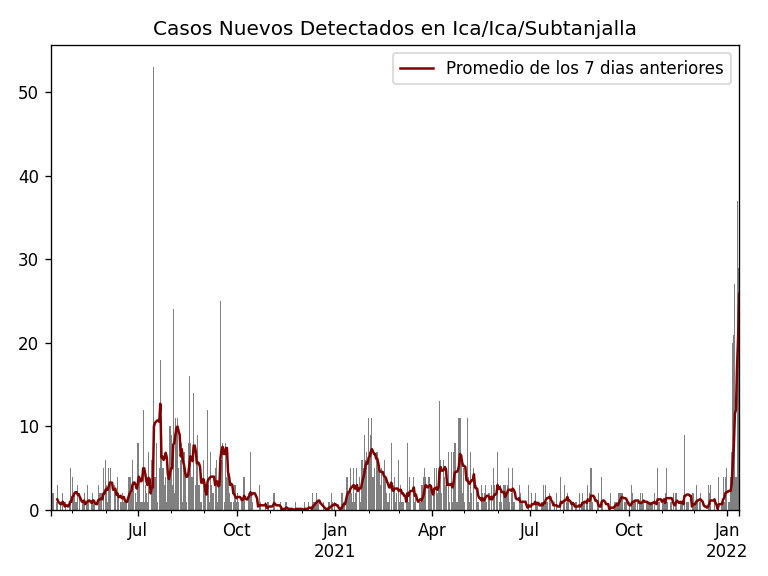 Casos Nuevos Detectados en Ica/Ica/Subtanjalla
Promedio de los 7 dias anteriores
50
40
30
20
10
0
Jul
Oct
Jan
2021
Apr
Jul
Oct
Jan
2022